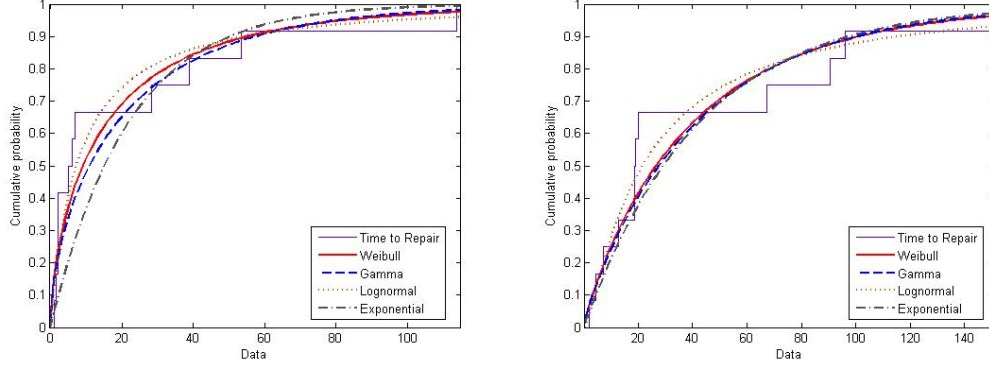 1
0.9
0.8
0.7
0.6
0.5
0.4
0.3
0.2
0.1
0
Cumulative probability
0 20 40 60 80 100
Data
Time to Repair
Weibull
Gamma
Lognormal
Exponential
1
0.9
0.8
0.7
0.6
0.5
0.4
0.3
0.2
0.1
0
Cumulative probability
20 40 60 80 100 120 140
Data
Time to Repair
Weibull
Gamma
Lognormal
Exponential